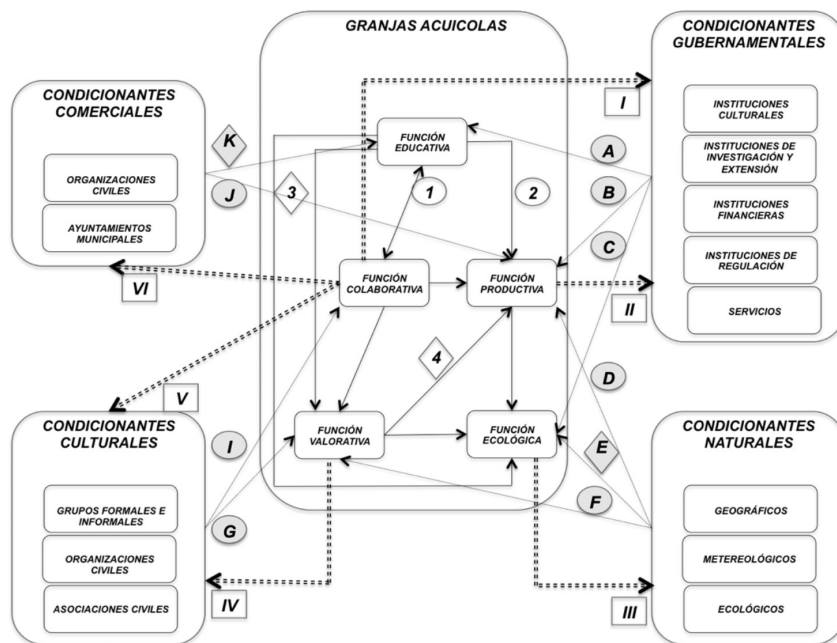 GRANJAS ACUICOLAS
CONDICIONANTES
GUBERNAMENTALES
I
INSTITUCIONES
CULTURALES
INSTITUCIONES DE
INVESTIGACIÓN Y
EXTENSIÓN
INSTITUCIONES
FINANCIERAS
INSTITUCIONES DE
REGULACIÓN
SERVICIOS
CONDICIONANTES
COMERCIALES
ORGANIZACIONES
CIVILES
AYUNTAMIENTOS
MUNICIPALES
K
J
3
FUNCIÓN
EDUCATIVA
1
2
A
B
C
FUNCIÓN
COLABORATIVA
FUNCIÓN
PRODUCTIVA
VI
II
V
4
D
CONDICIONANTES
CULTURALES
GRUPOS FORMALES E
INFORMALES
ORGANIZACIONES
CIVILES
ASOCIACIONES CIVILES
I
G
FUNCIÓN
VALORATIVA
FUNCIÓN
ECOLÓGICA
E
F
IV
III
CONDICIONANTES
NATURALES
GEOGRÁFICOS
METEREOLÓGICOS
ECOLÓGICOS